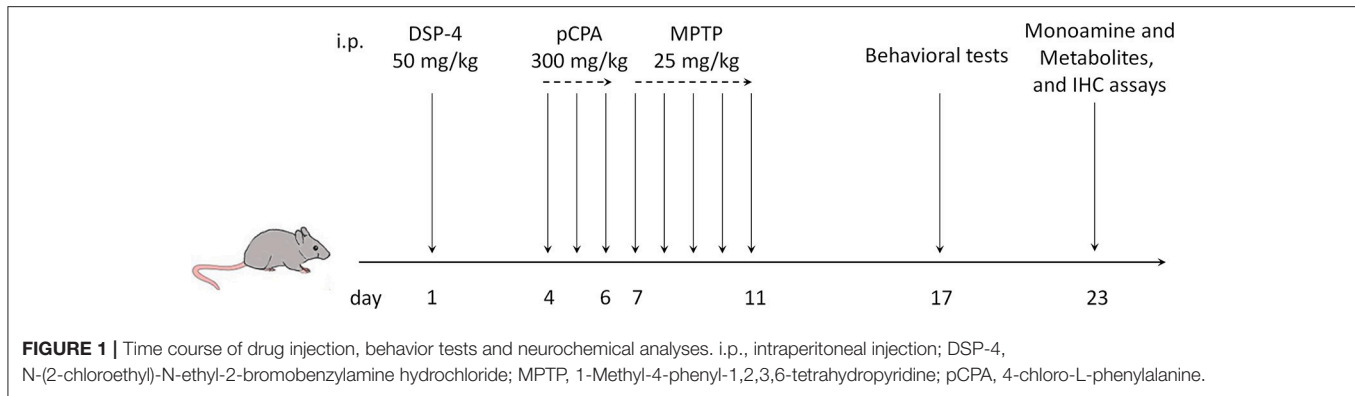 i.p.
DSP-4
50 mg/kg
pCPA
300 mg/kg
MPTP
25 mg/kg
Behavioral tests
Monoamine and
Metabolites,
and IHC assays
day 1 4 6 7 11 17 23
FIGURE 1 | Time course of drug injection, behavior tests and neurochemical analyses. i.p., intraperitoneal injection; DSP-4,
N-(2-chloroethyl)-N-ethyl-2-bromobenzylamine hydrochloride; MPTP, 1-Methyl-4-phenyl-1,2,3,6-tetrahydropyridine; pCPA, 4-chloro-L-phenylalanine.